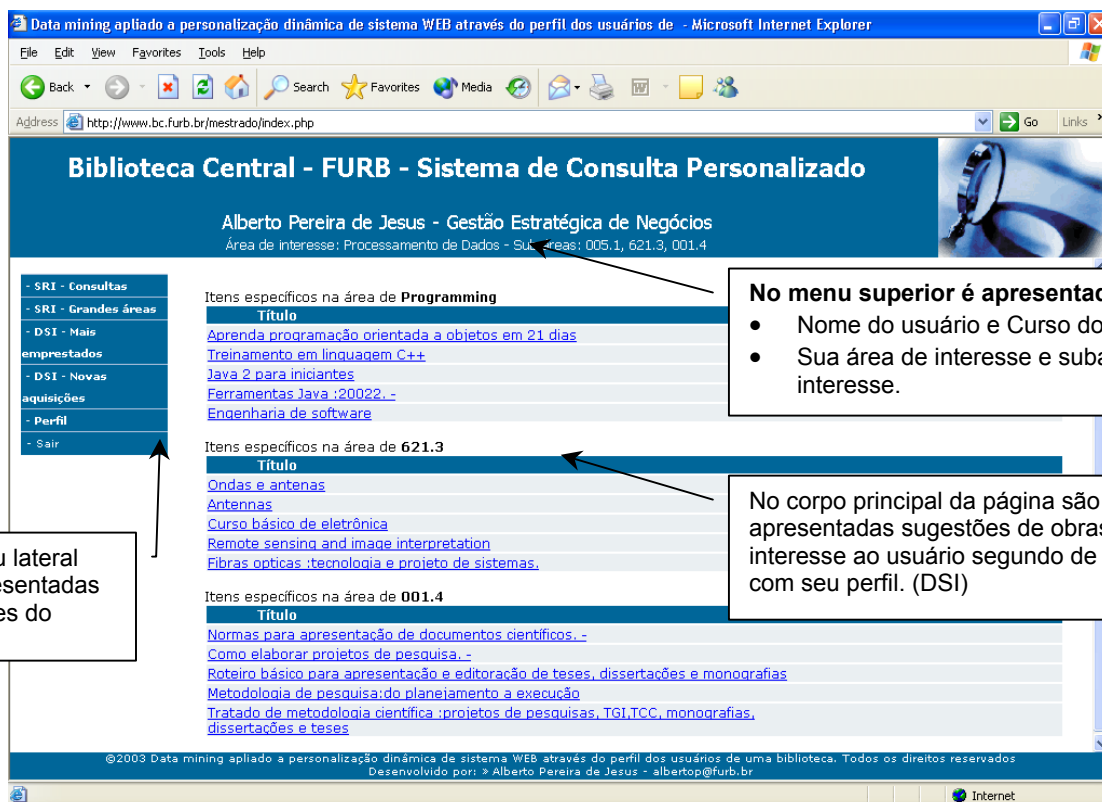 Data mining apliado a personalização dinâmica de sistema WEB através do perfil dos usuários de - Microsoft Internet Explorer
File Edit View Favorites Tools Help
Back Search Favorites Media
Address http://www.bc.furb.br/mestrado/index.php Go Links
Biblioteca Central - FURB - Sistema de Consulta Personalizado
Alberto Pereira de Jesus - Gestão Estratégica de Negócios
Área de interesse: Processamento de Dados - Subáreas: 005.1, 621.3, 001.4
- SRI - Consultas
- SRI - Grandes áreas
- DSI - Mais
emprestados
- DSI - Novas
aquisições
- Perfil
- Sair
Itens específicos na área de Programming
Título
Aprenda programação orientada a objetos em 21 dias
Treinamento em linguagem C++
Java 2 para iniciantes
Ferramentas Java :20022. -
Engenharia de software
Itens específicos na área de 621.3
Título
Ondas e antenas
Antennas
Curso básico de eletrônica
Remote sensing and image interpretation
Fibras opticas :tecnologia e projeto de sistemas.
Itens específicos na área de 001.4
Título
Normas para apresentação de documentos científicos. -
Como elaborar projetos de pesquisa. -
Roteiro básico para apresentação e editoração de teses, dissertações e monografias
Metodologia de pesquisa:do planejamento a execução
Tratado de metodologia científica :projetos de pesquisas, TGI,TCC, monografias,
dissertações e teses
No menu superior é apresentad
• Nome do usuário e Curso do
• Sua área de interesse e suba
interesse.
No corpo principal da página são
apresentadas sugestões de obras
interesse ao usuário segundo de
com seu perfil. (DSI)
u lateral
esentadas
es do
©2003 Data mining apliado a personalização dinâmica de sistema WEB através do perfil dos usuários de uma biblioteca. Todos os direitos reservados
Desenvolvido por: » Alberto Pereira de Jesus - albertop@furb.br
Internet